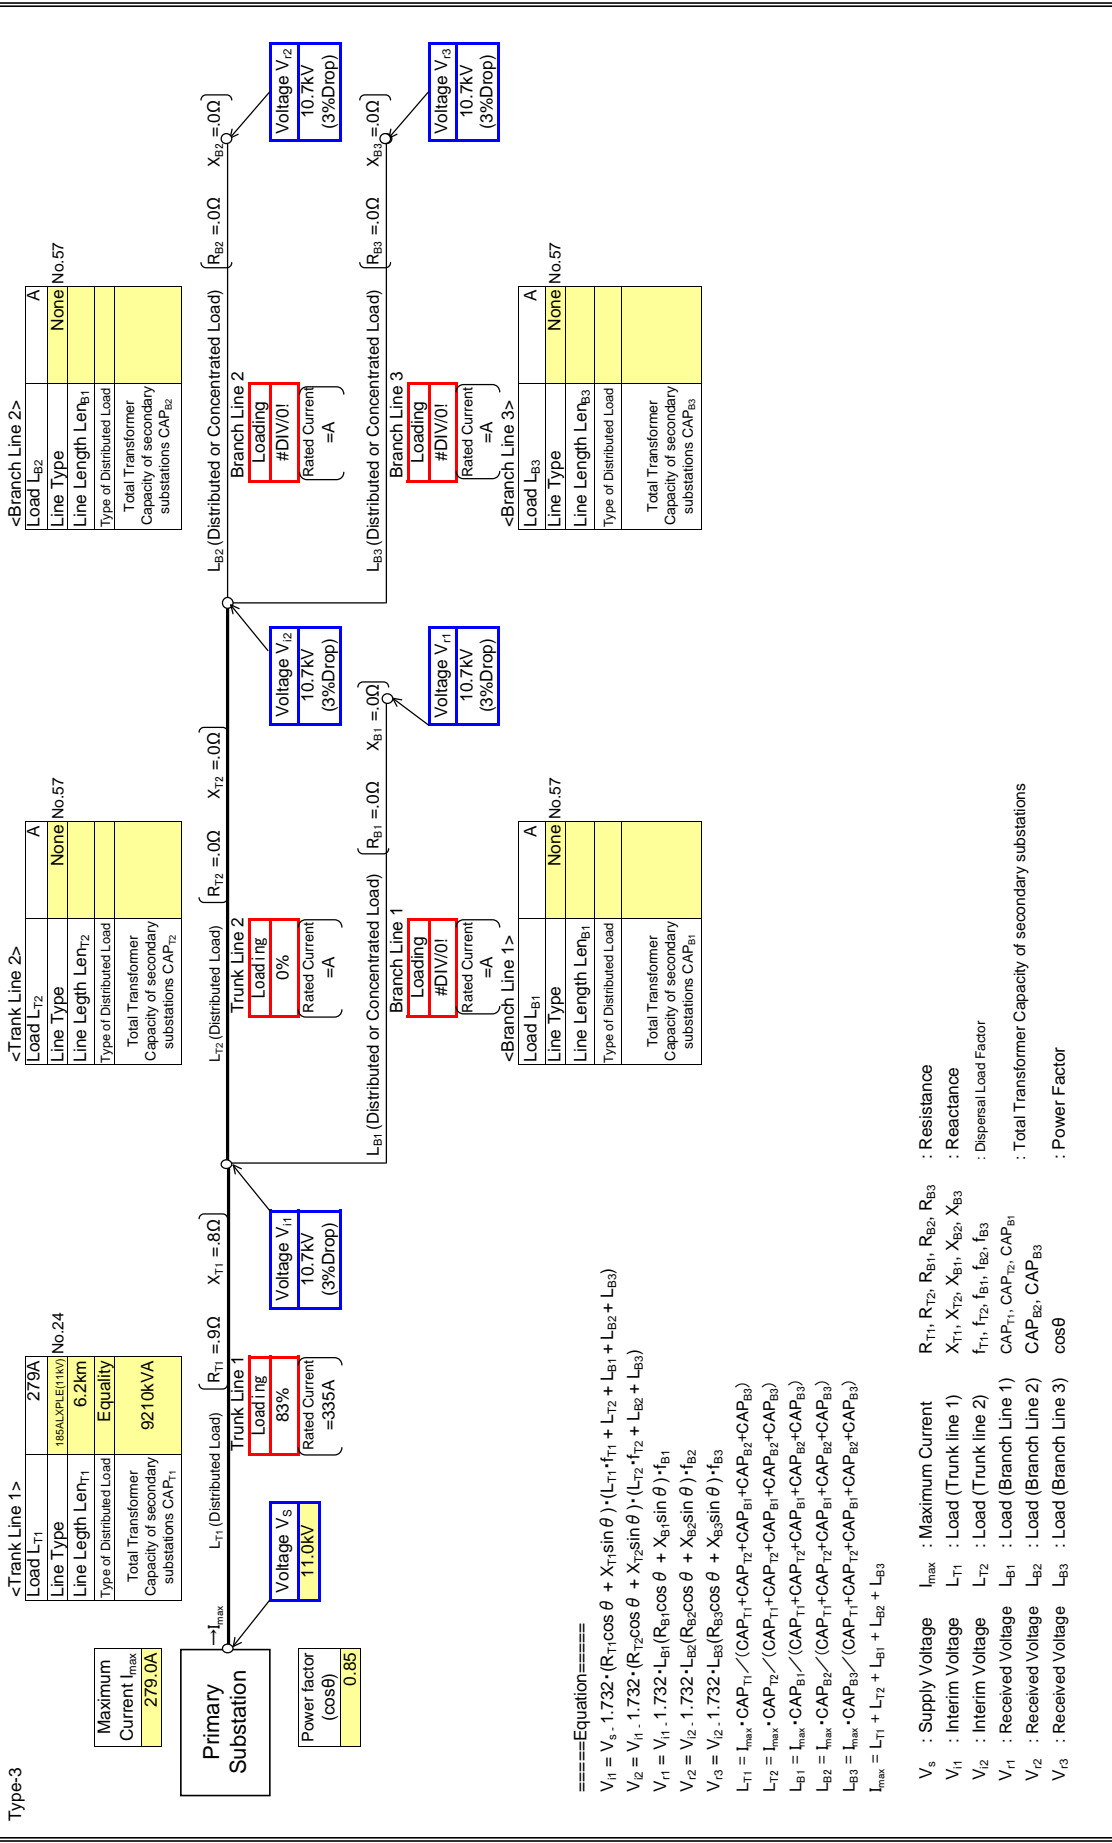 Type-3
Maximum
Current Imax
279.0A
Primary
Substation
Power factor
(cosθ)
0.85
→Imax
Voltage VS
11.0kV
<Trank Line 1>
Load LT1 279A
Line Type 185ALXPLE(11kV) No.24
Line Legth LenT1 6.2km
Type of Distributed Load Equality
Total Transformer
Capacity of secondary
substations CAPT1
9210kVA
LT1 (Distributed Load) RT1 =.9Ω XT1 =.8Ω
Trunk Line 1
Loading
83%
Rated Current
=335A
Voltage Vi1
10.7kV
(3%Drop)
<Trank Line 2>
Load LT2 A
Line Type None No.57
Line Length LenT2
Type of Distributed Load
Total Transformer
Capacity of secondary
substations CAPT2
LT2 (Distributed Load) RT2 =.0Ω XT2 =.0Ω
Trunk Line 2
Loading
0%
Rated Current
=A
Voltage Vi2
10.7kV
(3%Drop)
LB1 (Distributed or Concentrated Load) RB1 =.0Ω XB1 =.0Ω
Branch Line 1
Loading
#DIV/0!
Rated Current
=A
Voltage Vr1
10.7kV
(3%Drop)
<Branch Line 1>
Load LB1 A
Line Type None No.57
Line Length LenB1
Type of Distributed Load
Total Transformer
Capacity of secondary
substations CAPB1
<Branch Line 2>
Load LB2 A
Line Type None No.57
Line Length LenB1
Type of Distributed Load
Total Transformer
Capacity of secondary
substations CAPB2
LB2 (Distributed or Concentrated Load) RB2 =.0Ω XB2 =.0Ω
Branch Line 2
Loading
#DIV/0!
Rated Current
=A
Voltage Vr2
10.7kV
(3%Drop)
LB3 (Distributed or Concentrated Load) RB3 =.0Ω XB3 =.0Ω
Branch Line 3
Loading
#DIV/0!
Rated Current
=A
Voltage Vr3
10.7kV
(3%Drop)
<Branch Line 3>
Load LB3 A
Line Type None No.57
Line Length LenB3
Type of Distributed Load
Total Transformer
Capacity of secondary
substations CAPB3
=====Equation=====
Vi1 = Vs - 1.732・(RT1cosθ + XT1sinθ)・(LT1・fT1 + LT2 + LB1 + LB2 + LB3)
Vi2 = Vi1 - 1.732・(RT2cosθ + XT2sinθ)・(LT2・fT2 + LB2 + LB3)
Vr1 = Vi1 - 1.732・LB1(RB1cosθ + XB1sinθ)・fB1
Vr2 = Vi2 - 1.732・LB2(RB2cosθ + XB2sinθ)・fB2
Vr3 = Vi2 - 1.732・LB3(RB3cosθ + XB3sinθ)・fB3
LT1 = Imax・CAPT1／(CAPT1+CAPT2+CAPB1+CAPB2+CAPB3)
LT2 = Imax・CAPT2／(CAPT1+CAPT2+CAPB1+CAPB2+CAPB3)
LB1 = Imax・CAPB1／(CAPT1+CAPT2+CAPB1+CAPB2+CAPB3)
LB2 = Imax・CAPB2／(CAPT1+CAPT2+CAPB1+CAPB2+CAPB3)
LB3 = Imax・CAPB3／(CAPT1+CAPT2+CAPB1+CAPB2+CAPB3)
Imax = LT1 + LT2 + LB1 + LB2 + LB3
Vs : Supply Voltage Imax : Maximum Current RT1, RT2, RB1, RB2, RB3 : Resistance
Vi1 : Interim Voltage LT1 : Load (Trunk line 1) XT1, XT2, XB1, XB2, XB3 : Reactance
Vi2 : Interim Voltage LT2 : Load (Trunk line 2) fT1, fT2, fB1, fB2, fB3 : Dispersal Load Factor
Vr1 : Received Voltage LB1 : Load (Branch Line 1) CAPT1, CAPT2, CAPB1 : Total Transformer Capacity of secondary substations
Vr2 : Received Voltage LB2 : Load (Branch Line 2) CAPB2, CAPB3
Vr3 : Received Voltage LB3 : Load (Branch Line 3) cosθ : Power Factor